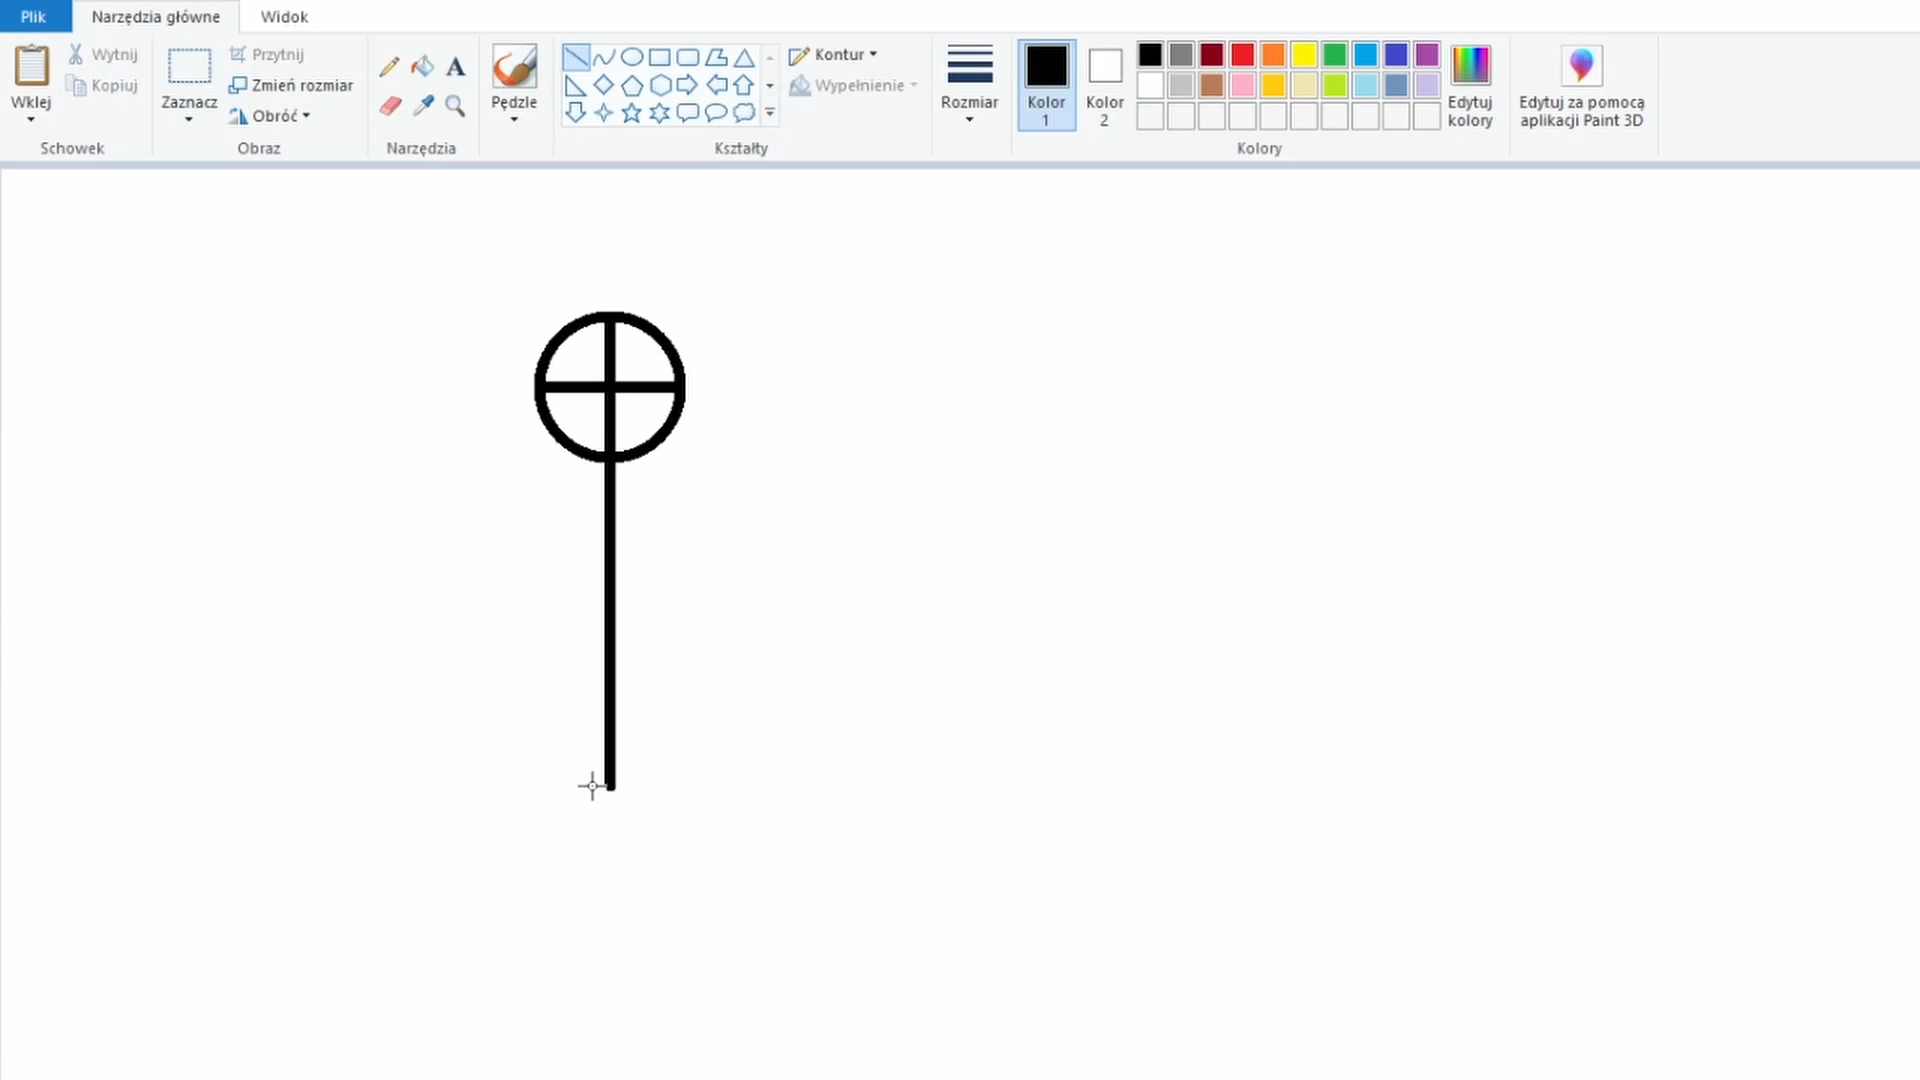 Plik Narzędzia główne Widok
Wytnij Przytnij Kontur
Kopiuj Zmień rozmiar Wypełnienie
Wklej Zaznacz Obróć A Pędzle Rozmiar Kolor 1 Kolor 2 Edytuj kolory Edytuj za pomocą aplikacji Paint 3D
Schowek Obraz Narzędzia Kształty Kolory